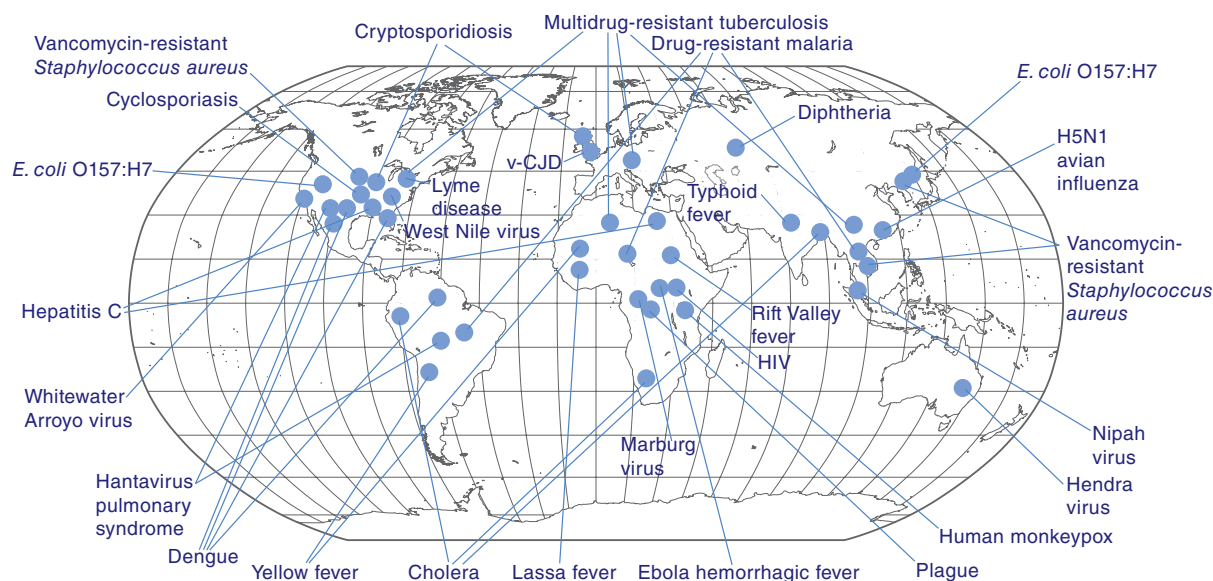 Multidrug-resistant tuberculosis
Cryptosporidiosis
Drug-resistant malaria
Vancomycin-resistant
Staphylococcus aureus
E. coli O157:H7
Cyclosporiasis
Diphtheria
H5N1
avian
influenza
E. coli O157:H7
v-CJD
Lyme
disease
West Nile virus
Typhoid
fever
Vancomycin-
resistant
Staphylococcus
aureus
Hepatitis C
Rift Valley
fever
HIV
Whitewater
Arroyo virus
Marburg
virus
Nipah
virus
Hantavirus
pulmonary
syndrome
Hendra
virus
Human monkeypox
Dengue
Yellow fever
Cholera
Lassa fever
Ebola hemorrhagic fever
Plague